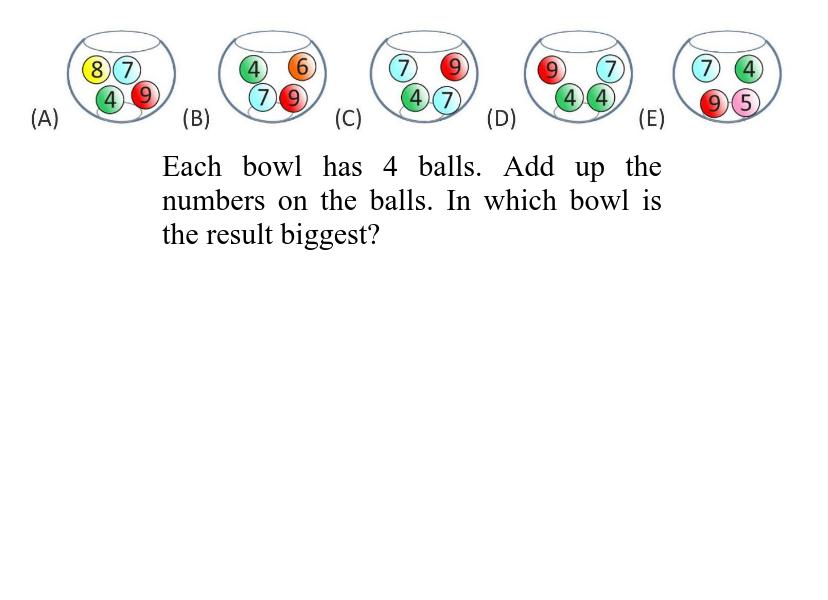 8 7 4 6 7 9 9 7 7 4
(A) 4 9 (B) 7 9 (C) 4 7 (D) 4 4 (E) 9 5
Each bowl has 4 balls. Add up the
numbers on the balls. In which bowl is
the result biggest?